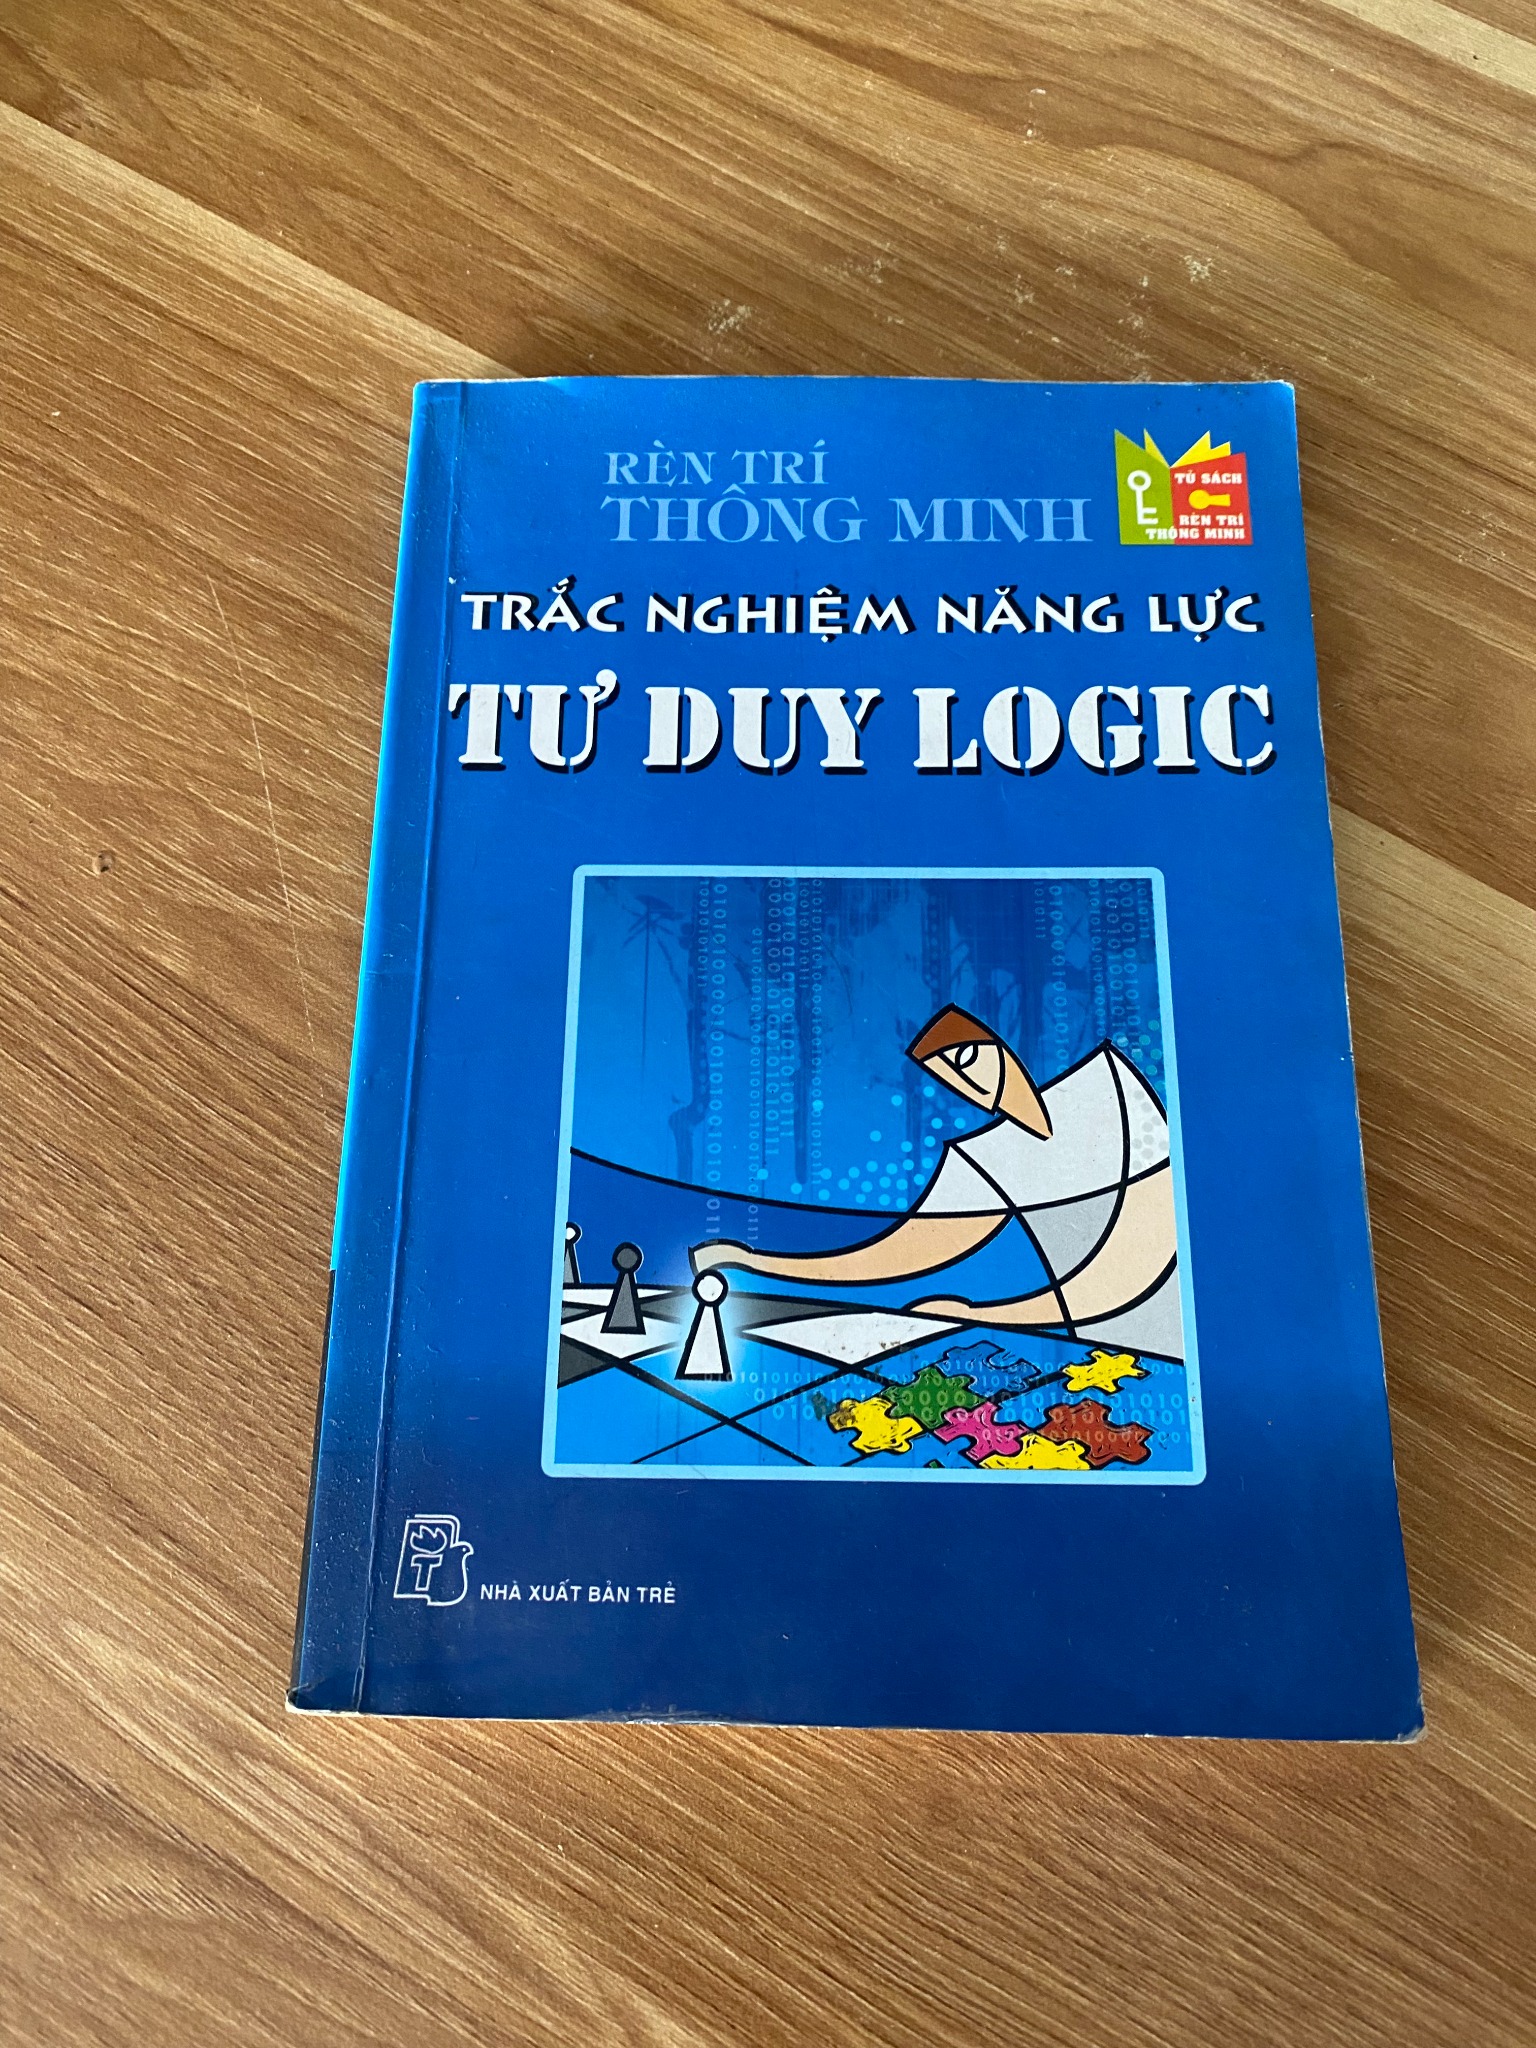 RÈN TRÍ
THÔNG MINH
TỦ SÁCH
RÈN TRÍ
THÔNG MINH
TRẮC NGHIỆM NĂNG LỰC
TƯ DUY LOGIC
T
NHÀ XUẤT BẢN TRẺ